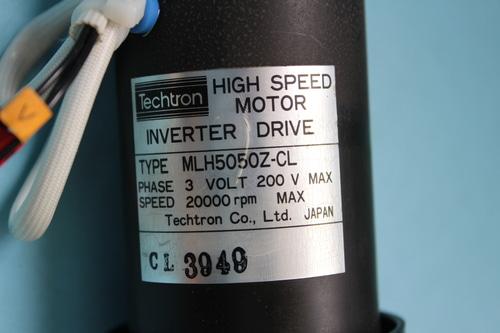 Techtron HIGH SPEED
MOTOR
INVERTER DRIVE
TYPE MLH5050Z-CL
PHASE 3 VOLT 200 V MAX
SPEED 20000 rpm MAX
Techtron Co., Ltd. JAPAN
CL 3949
V